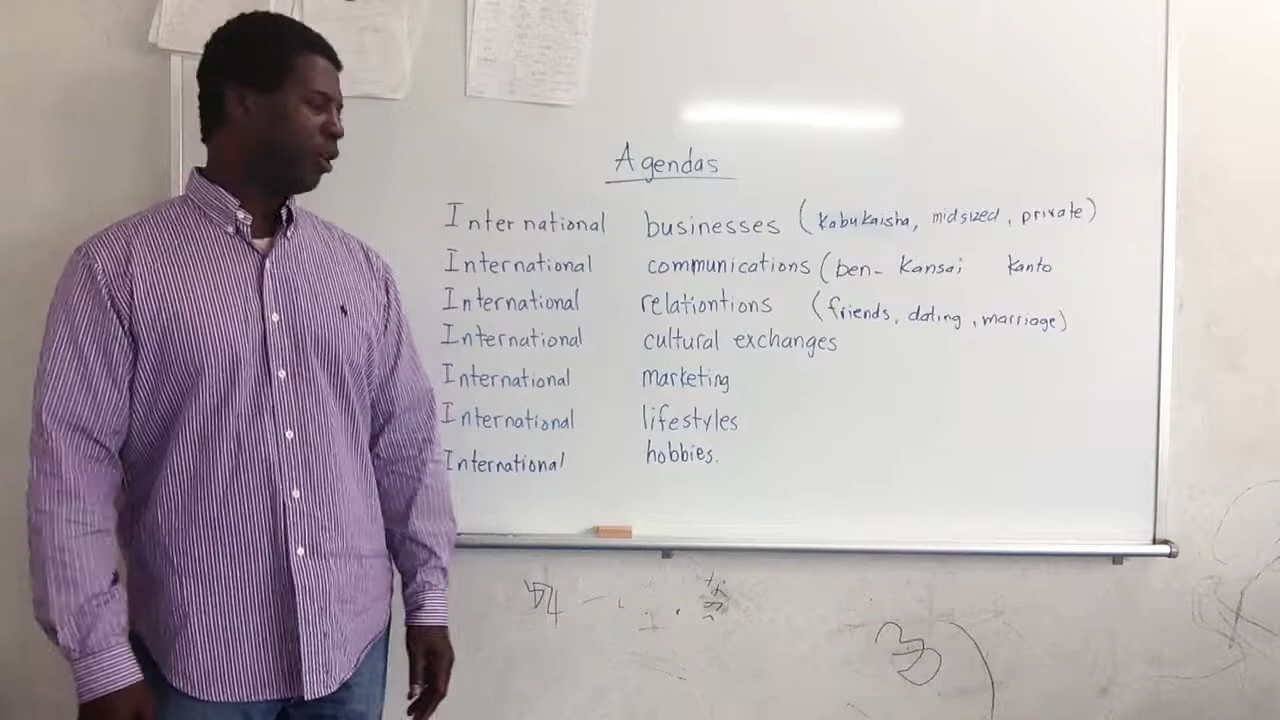 Agendas
International businesses (Kabukaisha, midsized, private)
International communications (ben- Kansai Kanto
International relationtions (friends, dating, marriage)
International cultural exchanges
International marketing
International lifestyles
International hobbies.